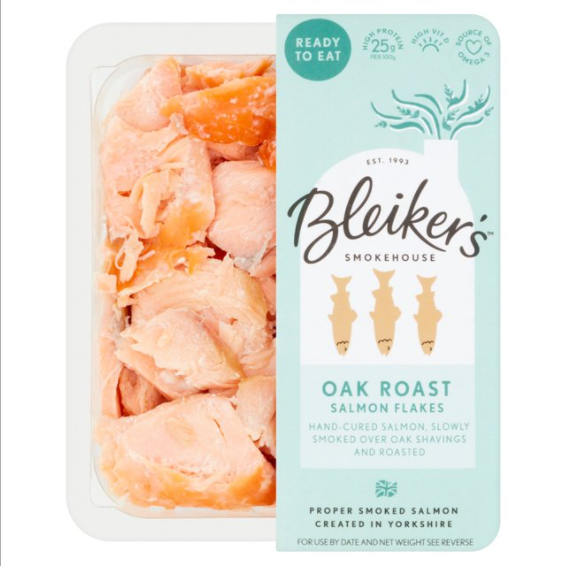 READY
TO EAT
HIGH PROTEIN
25g
PER 100g
HIGH VIT D
SOURCE OF
OMEGA 3
EST. 1993
Bleiker's™
SMOKEHOUSE
OAK ROAST
SALMON FLAKES
HAND-CURED SALMON, SLOWLY
SMOKED OVER OAK SHAVINGS
AND ROASTED
PROPER SMOKED SALMON
CREATED IN YORKSHIRE
FOR USE BY DATE AND NET WEIGHT SEE REVERSE